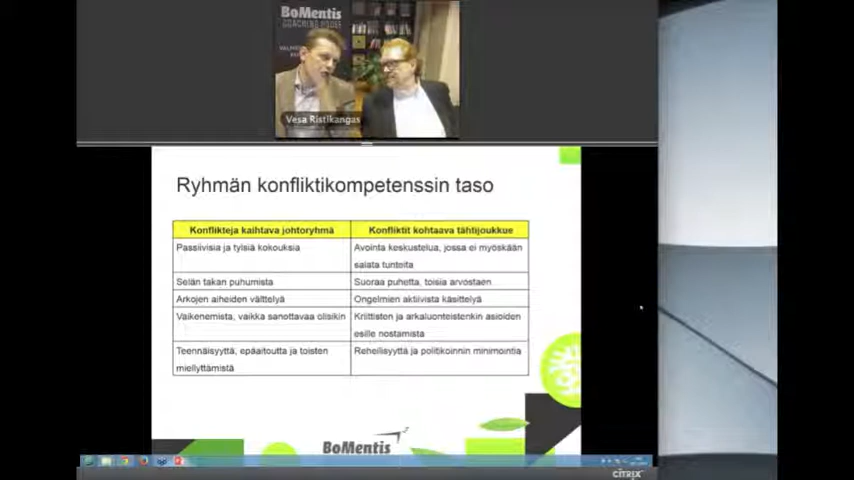 BoMentis
COACHING HOUSE
Vesa Ristikangas
Ryhmän konfliktikompetenssin taso
Konflikteja kaihtava johtoryhmä
Konfliktit kohtaava tähtijoukkue
Passiivisia ja tylsiä kokouksia
Avointa keskustelua, jossa ei myöskään
salata tunteita
Selän takan puhumista
Suoraa puhetta, toisia arvostaen
Arkojen aiheiden välttelyä
Ongelmien aktiivista käsittelyä
Vaikenemista, vaikka sanottavaa olisikin
Kriittisten ja arkaluonteistenkin asioiden
esille nostamista
Teennäisyyttä, epäaitoutta ja toisten
miellyttämistä
Reheilisyyttä ja politikoinnin minimointia
BoMentis
CITRIX